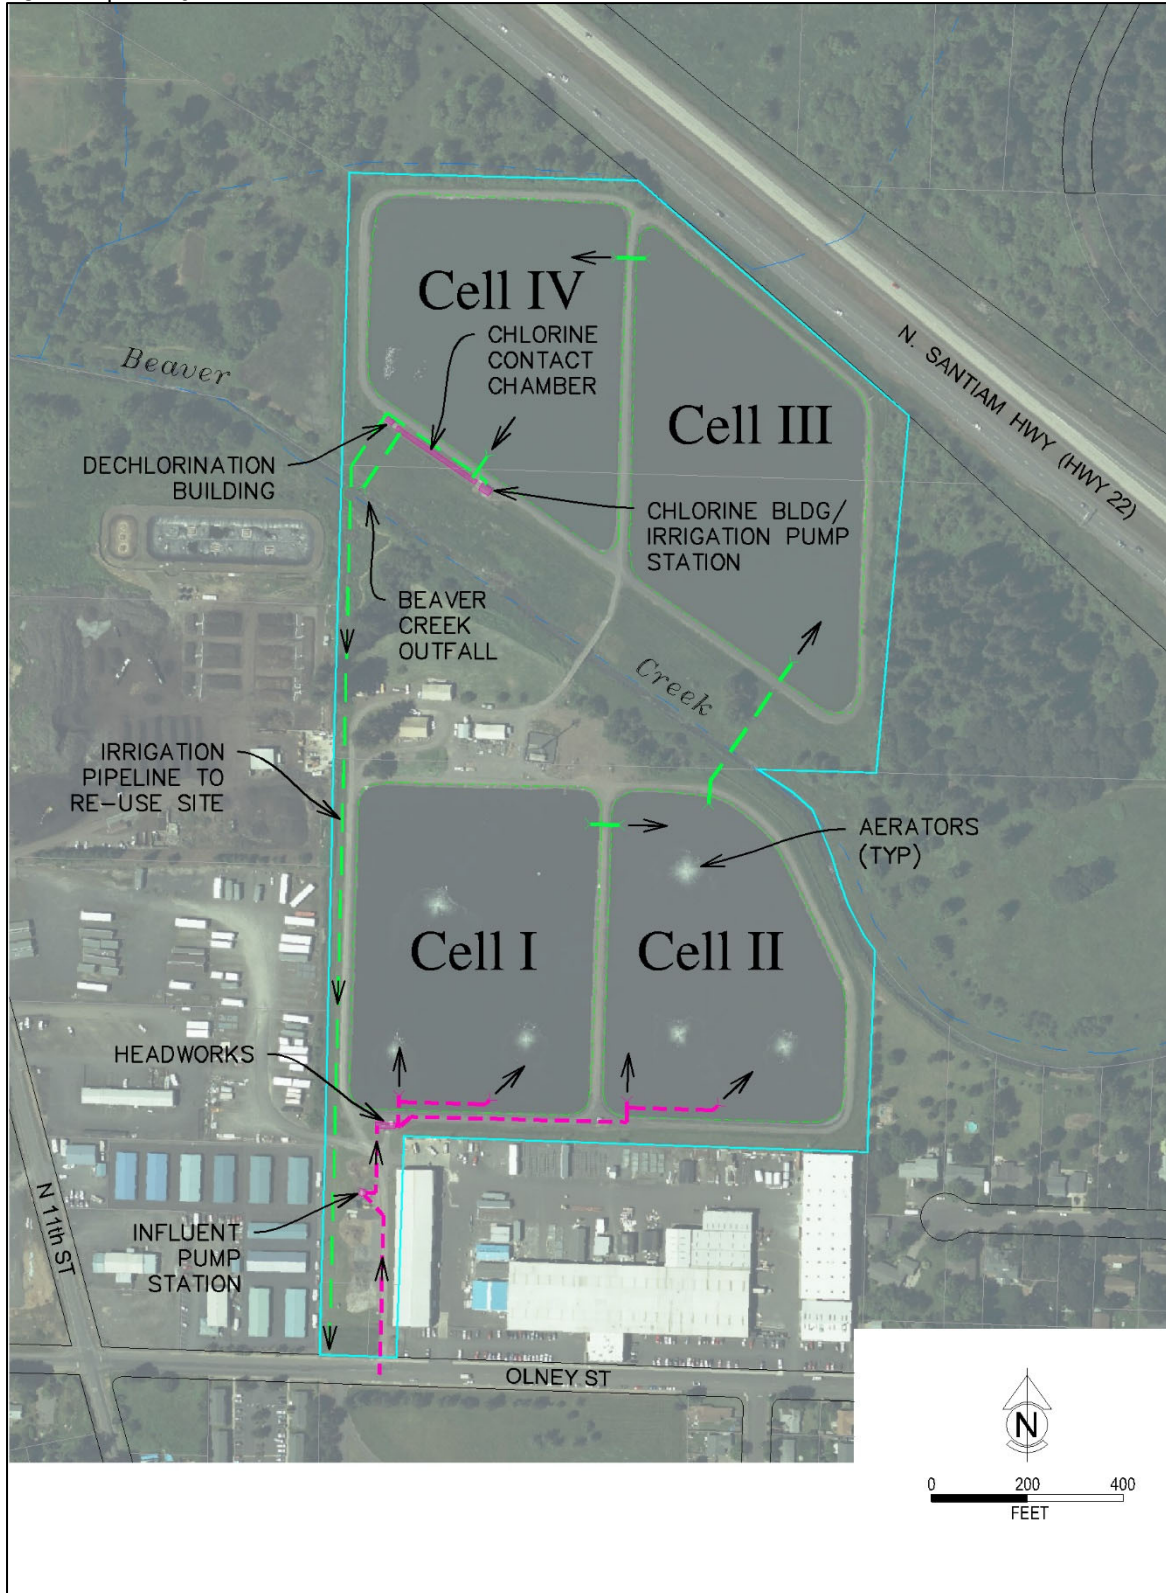 Cell IV
CHLORINE
CONTACT
CHAMBER
Beaver
Cell III
N. SANTIAM HWY (HWY 22)
DECHLORINATION
BUILDING
CHLORINE BLDG/
IRRIGATION PUMP
STATION
BEAVER
CREEK
OUTFALL
Creek
IRRIGATION
PIPELINE TO
RE-USE SITE
AERATORS
(TYP)
Cell I
Cell II
HEADWORKS
N 11th ST
INFLUENT
PUMP
STATION
OLNEY ST
N
0 200 400
FEET